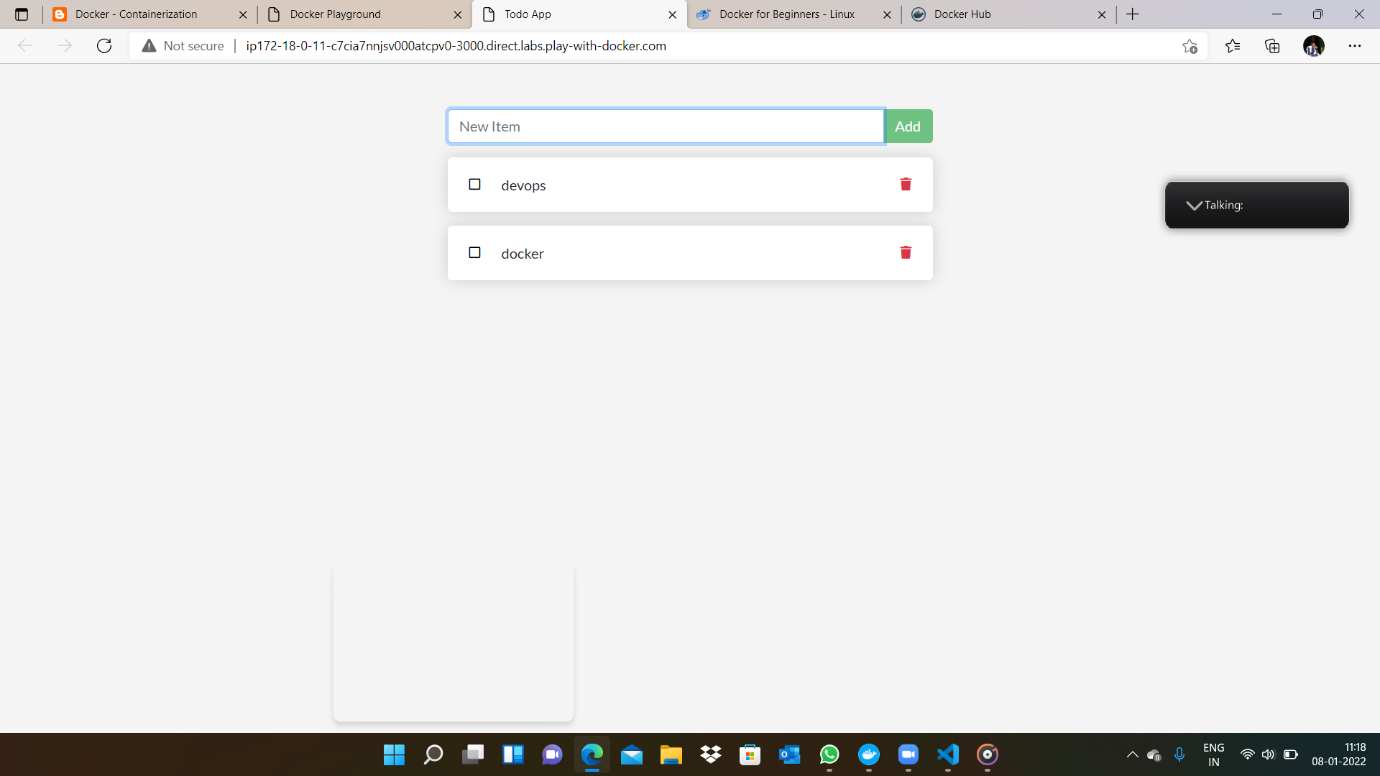 Docker - Containerization
Docker Playground
Todo App
Docker for Beginners - Linux
Docker Hub
Not secure | ip172-18-0-11-c7cia7nnjsv000atcpv0-3000.direct.labs.play-with-docker.com
New Item
Add
devops
Talking:
docker
ENG
IN
11:18
08-01-2022